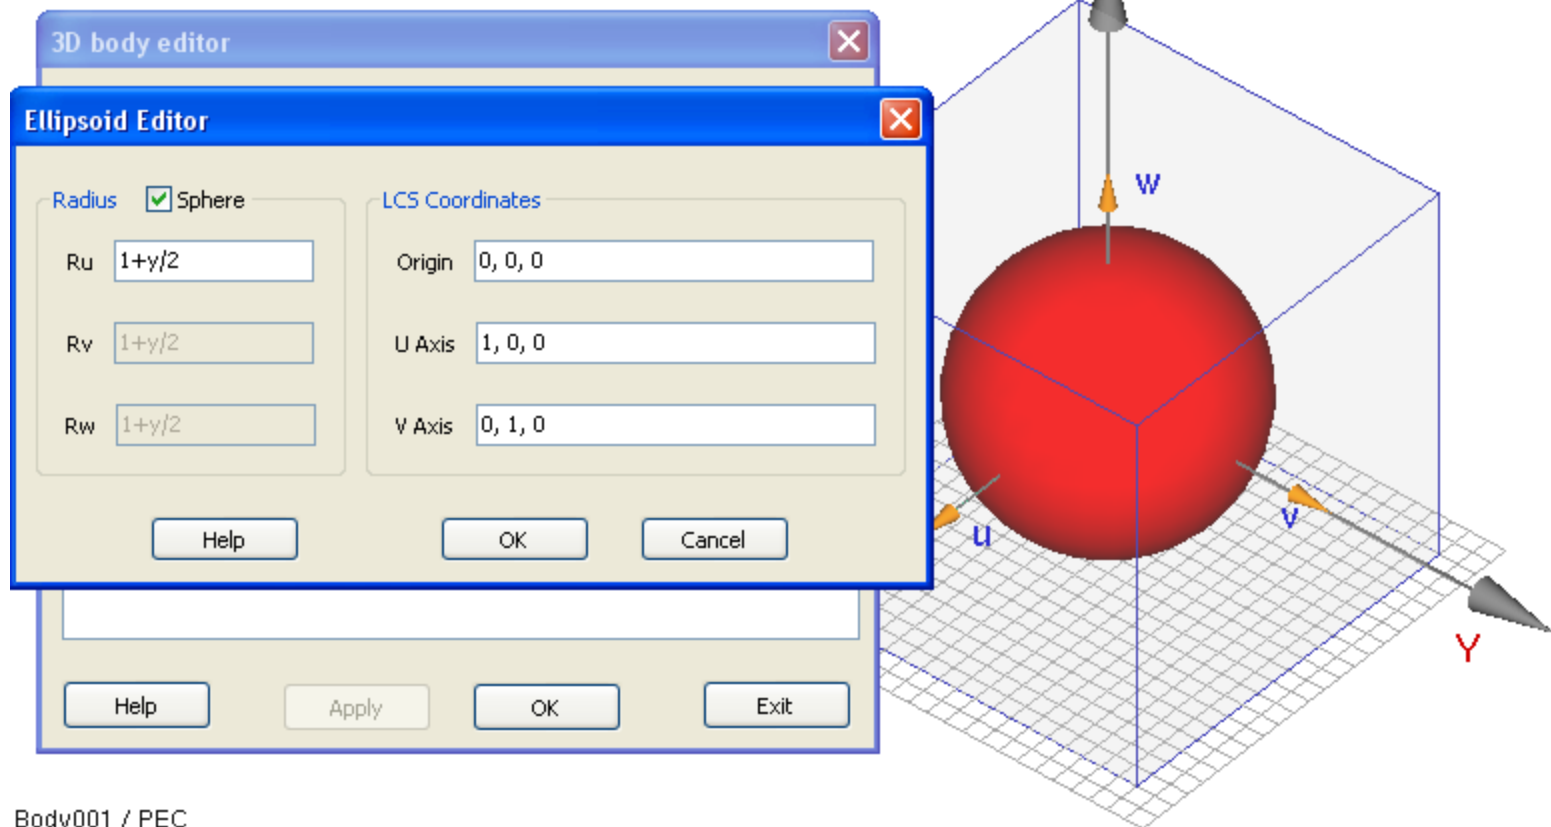 3D body editor
Ellipsoid Editor
Radius Sphere LCS Coordinates
Ru 1+y/2 Origin 0, 0, 0
Rv 1+y/2 U Axis 1, 0, 0
Rw 1+y/2 V Axis 0, 1, 0
Help OK Cancel
Help Apply OK Exit
Body001 / PEC
w
u
v
Y